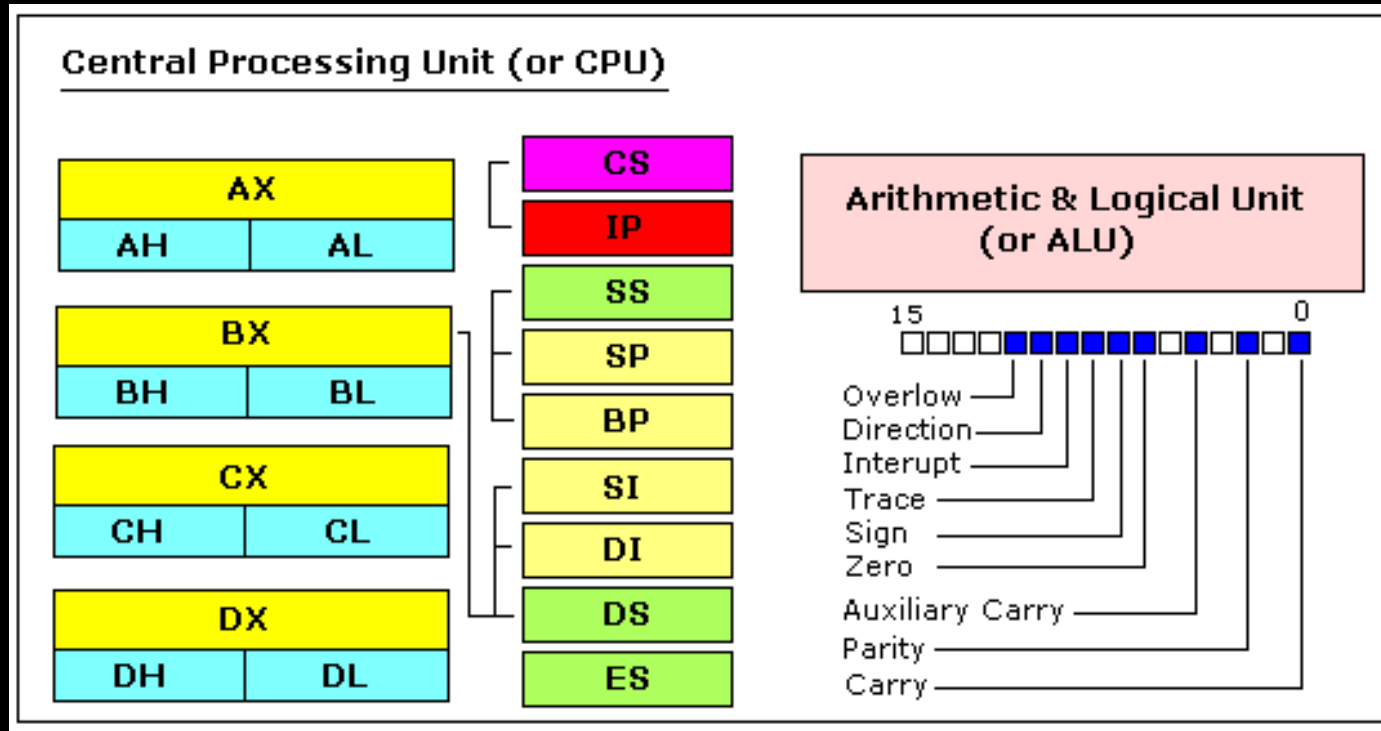 Central Processing Unit (or CPU)
AX
AH AL
BX
BH BL
CX
CH CL
DX
DH DL
CS
IP
SS
SP
BP
SI
DI
DS
ES
Arithmetic & Logical Unit
(or ALU)
15 0
Overlow
Direction
Interupt
Trace
Sign
Zero
Auxiliary Carry
Parity
Carry